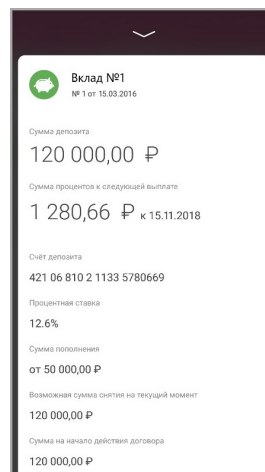 Вклад №1
№ 1 от 15.03.2016
Сумма депозита
120 000,00 ₽
Сумма процентов к следующей выплате
1 280,66 ₽ к 15.11.2018
Счёт депозита
421 06 810 2 1133 5780669
Процентная ставка
12.6%
Сумма пополнения
от 50 000,00 ₽
Возможная сумма снятия на текущий момент
120 000,00 ₽
Сумма на начало действия договора
120 000,00 ₽